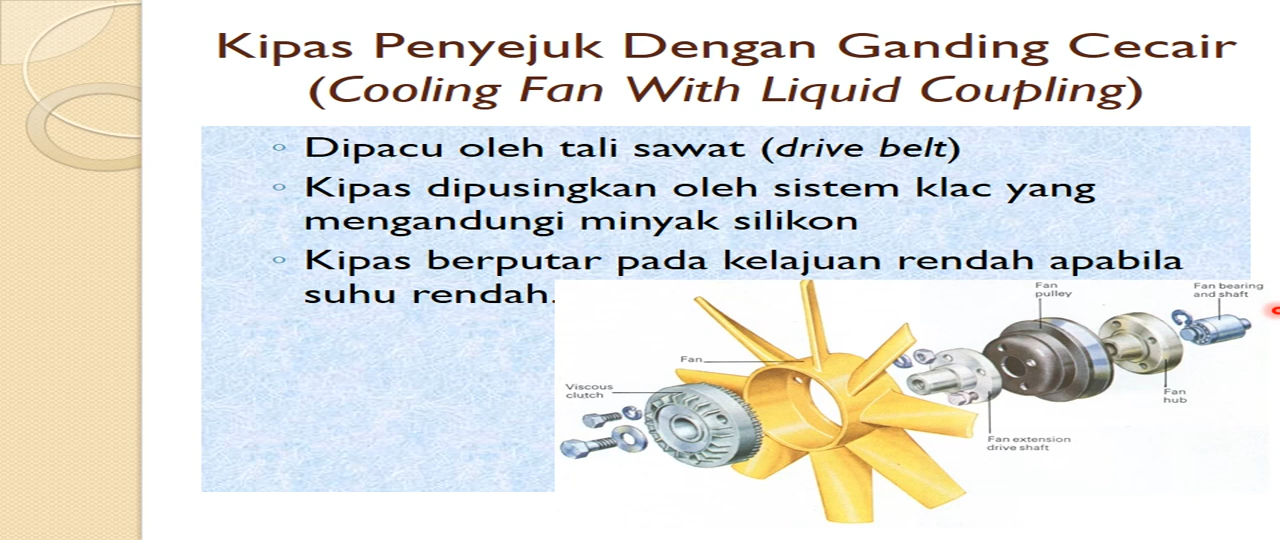 Kipas Penyejuk Dengan Ganding Cecair
(Cooling Fan With Liquid Coupling)
Dipacu oleh tali sawat (drive belt)
Kipas dipusingkan oleh sistem klac yang
mengandungi minyak silikon
Kipas berputar pada kelajuan rendah apabila
suhu rendah.
Fan
pulley
Fan bearing
and shaft
Fan
Viscous
clutch
Fan
hub
Fan extension
drive shaft